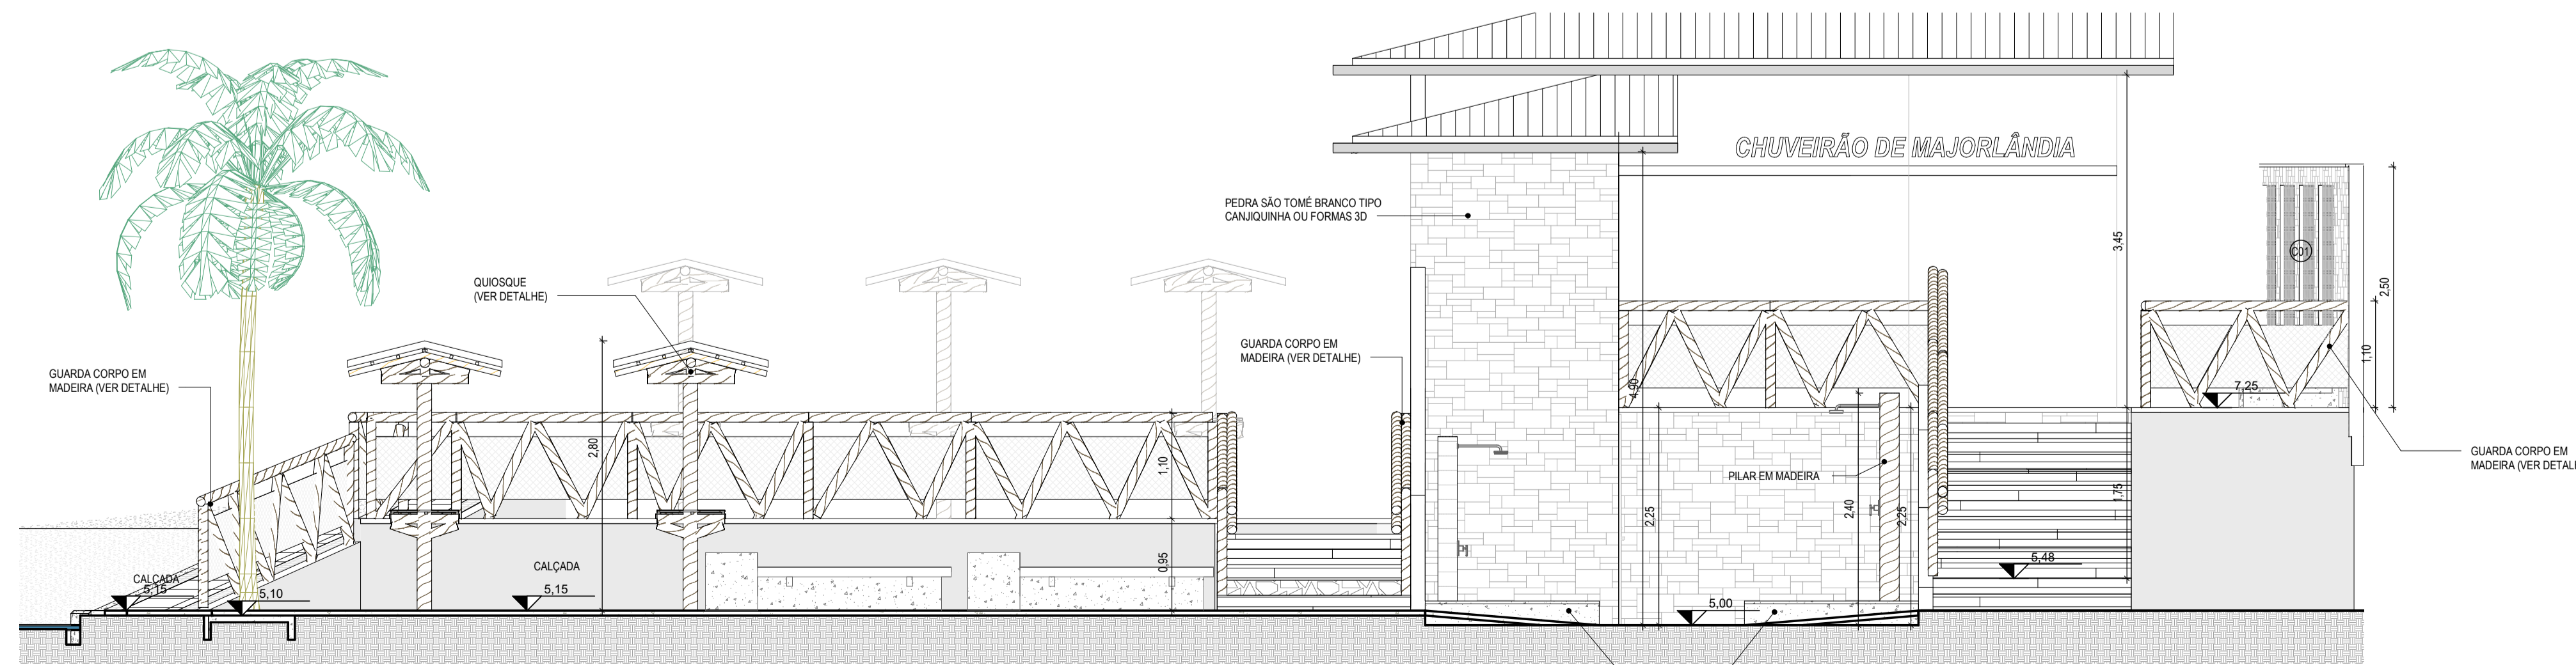 CHUVEIRÃO DE MAJORLÂNDIA
PEDRA SÃO TOMÉ BRANCO TIPO
CANJIQUINHA OU FORMAS 3D
3,45
C01
2,50
QUIOSQUE
(VER DETALHE)
GUARDA CORPO EM
MADEIRA (VER DETALHE)
GUARDA CORPO EM
MADEIRA (VER DETALHE)
1,10
4,90
7,25
2,80
1,10
GUARDA CORPO EM
MADEIRA (VER DETAL
PILAR EM MADEIRA
2,25
2,40
2,25
1,75
0,95
CALÇADA
5,15
5,10
CALÇADA
5,15
5,48
5,00